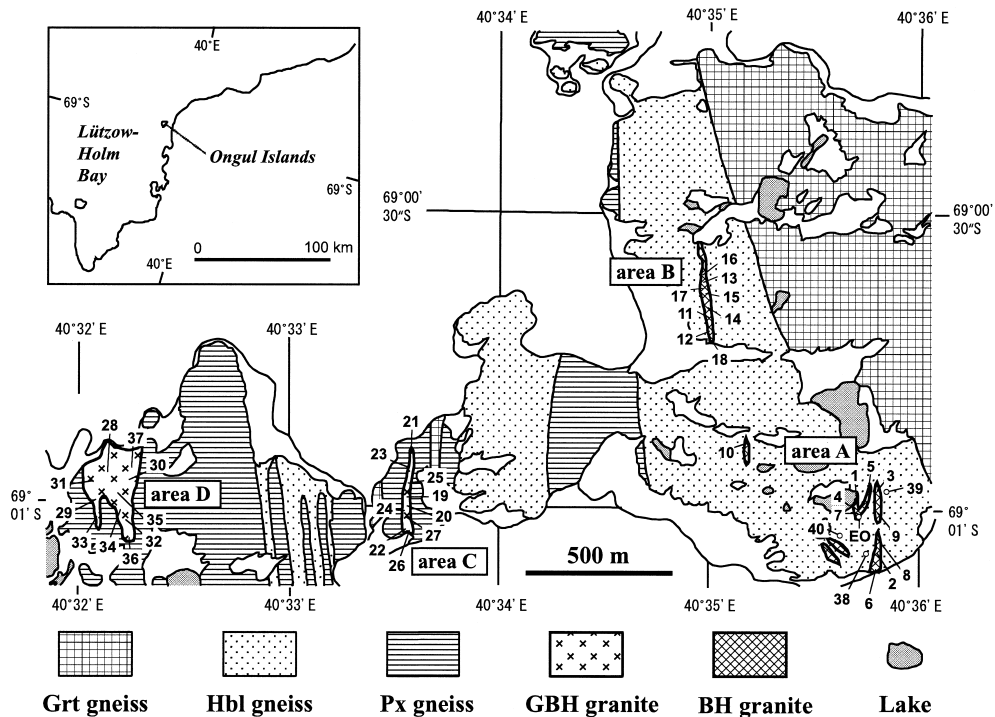 40°34' E
40°35' E
40°36' E
40°E
69°S
Lützow-
Holm
Bay
Ongul Islands
69°S
0 100 km
40°E
69°00'
30"S
69°00'
30"S
area B
16
13
17
15
11
14
12
18
40°32' E
40°33' E
28
37
21
23
30
10
area A
5
3
31
area D
25
19
4
39
69°
01' S
29
24
35
20
7
69°
01' S
33
34
32
27
40
EO
9
36
22
26
area C
500 m
8
2
38
6
40°32' E
40°33' E
40°34' E
40°35' E
40°36' E
Grt gneiss
Hbl gneiss
Px gneiss
GBH granite
BH granite
Lake